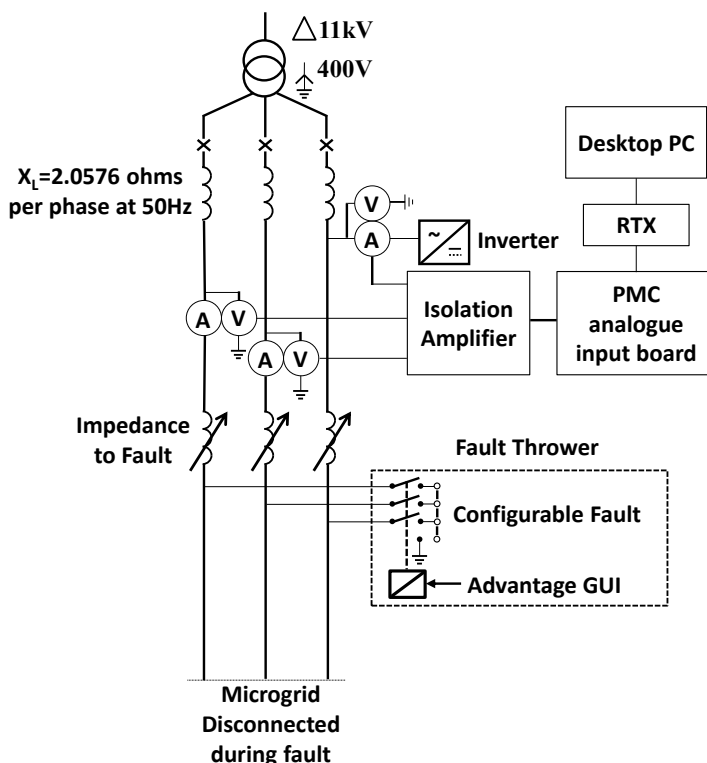 △11kV
400V
X_L=2.0576 ohms
per phase at 50Hz
Desktop PC
RTX
PMC
analogue
input board
V
A
~
Inverter
Isolation
Amplifier
A V
A V
Impedance
to Fault
Fault Thrower
Configurable Fault
Advantage GUI
Microgrid
Disconnected
during fault